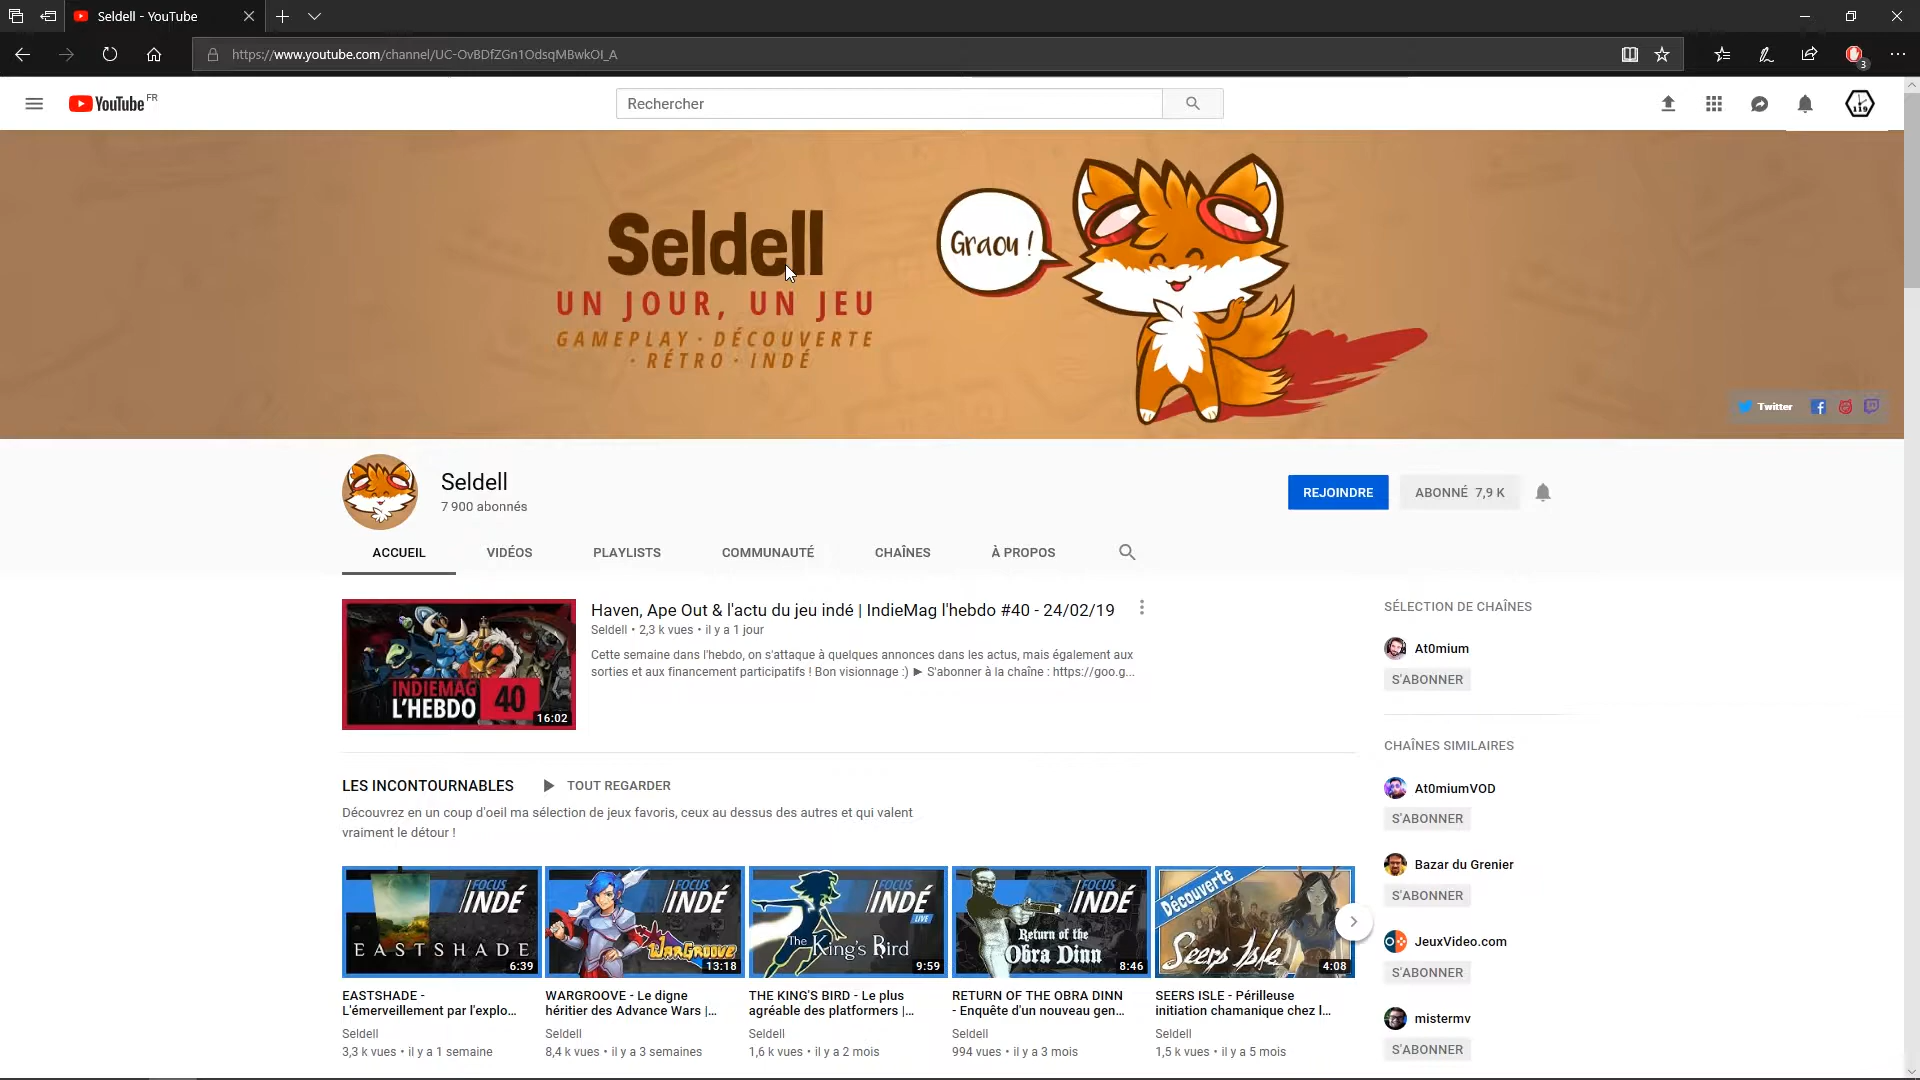 Seldell - YouTube
https://www.youtube.com/channel/UC-OvBDfZGn1OdsqMBwkOI_A
3
YouTube FR
Rechercher
119
Seldell
UN JOUR, UN JEU
GAMEPLAY · DÉCOUVERTE
· RÉTRO · INDÉ
Graou !
Twitter
Seldell
7 900 abonnés
REJOINDRE
ABONNÉ 7,9 K
ACCUEIL
VIDÉOS
PLAYLISTS
COMMUNAUTÉ
CHAÎNES
À PROPOS
INDIEMAG
L'HEBDO
40
16:02
Haven, Ape Out & l'actu du jeu indé | IndieMag l'hebdo #40 - 24/02/19
Seldell • 2,3 k vues • il y a 1 jour
Cette semaine dans l'hebdo, on s'attaque à quelques annonces dans les actus, mais également aux
sorties et aux financement participatifs ! Bon visionnage :) ► S'abonner à la chaîne : https://goo.g...
LES INCONTOURNABLES
TOUT REGARDER
Découvrez en un coup d'oeil ma sélection de jeux favoris, ceux au dessus des autres et qui valent
vraiment le détour !
FOCUS
INDÉ
EASTSHADE
6:39
EASTSHADE -
L'émerveillement par l'explo...
Seldell
3,3 k vues • il y a 1 semaine
FOCUS
INDÉ
WARGROOVE
13:18
WARGROOVE - Le digne
héritier des Advance Wars |...
Seldell
8,4 k vues • il y a 3 semaines
FOCUS
INDÉ
LIVE
The King's Bird
9:59
THE KING'S BIRD - Le plus
agréable des platformers |...
Seldell
1,6 k vues • il y a 2 mois
FOCUS
INDÉ
Return of the
Obra Dinn
8:46
RETURN OF THE OBRA DINN
- Enquête d'un nouveau gen...
Seldell
994 vues • il y a 3 mois
Découverte
Seers Isle
4:08
SEERS ISLE - Périlleuse
initiation chamanique chez l...
Seldell
1,5 k vues • il y a 5 mois
SÉLECTION DE CHAÎNES
At0mium
S'ABONNER
CHAÎNES SIMILAIRES
At0miumVOD
S'ABONNER
Bazar du Grenier
S'ABONNER
JeuxVideo.com
S'ABONNER
mistermv
S'ABONNER